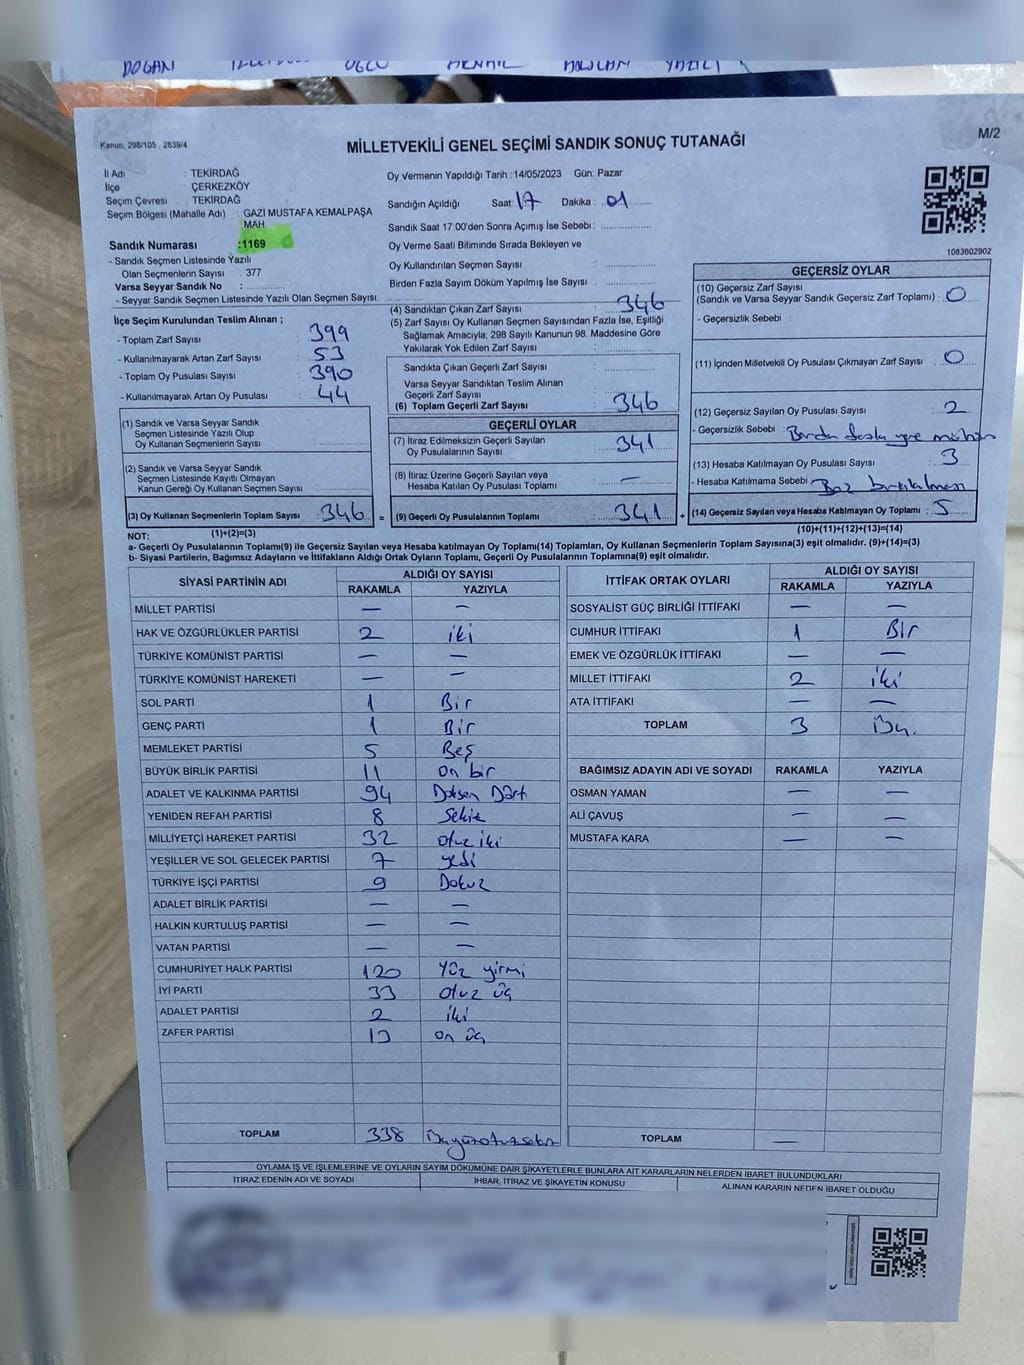 DOĞAN OĞLU YAZICI
Kanun: 298/105 , 2839/4
MİLLETVEKİLİ GENEL SEÇİMİ SANDIK SONUÇ TUTANAĞI
M/2
İl Adı : TEKİRDAĞ
İlçe : ÇERKEZKÖY
Seçim Çevresi : TEKİRDAĞ
Seçim Bölgesi (Mahalle Adı) : GAZİ MUSTAFA KEMALPAŞA
MAH
Sandık Numarası :1169
- Sandık Seçmen Listesinde Yazılı
Olan Seçmenlerin Sayısı : 377
Varsa Seyyar Sandık No :
- Seyyar Sandık Seçmen Listesinde Yazılı Olan Seçmen Sayısı:
Oy Vermenin Yapıldığı Tarih :14/05/2023 Gün: Pazar
Sandığın Açıldığı Saat: 17 Dakika : 01
Sandık Saat 17:00'den Sonra Açımış İse Sebebi :
Oy Verme Saati Bitiminde Sırada Bekleyen ve
Oy Kullandırılan Seçmen Sayısı :
Birden Fazla Sayım Döküm Yapılmış İse Sayısı :
1083602902
İlçe Seçim Kurulundan Teslim Alınan ;
- Toplam Zarf Sayısı : 399
- Kullanılmayarak Artan Zarf Sayısı : 53
- Toplam Oy Pusulası Sayısı : 390
- Kullanılmayarak Artan Oy Pusulası : 44
(1) Sandık ve Varsa Seyyar Sandık
Seçmen Listesinde Yazılı Olup
Oy Kullanan Seçmenlerin Sayısı :
(2) Sandık ve Varsa Seyyar Sandık
Seçmen Listesinde Kayıtlı Olmayan
Kanun Gereği Oy Kullanan Seçmen Sayısı :
(3) Oy Kullanan Seçmenlerin Toplam Sayısı : 346 =
(1)+(2)=(3)
(4) Sandıktan Çıkan Zarf Sayısı : 346
(5) Zarf Sayısı Oy Kullanan Seçmen Sayısından Fazla İse, Eşitliği
Sağlamak Amacıyla; 298 Sayılı Kanunun 98. Maddesine Göre
Yakılarak Yok Edilen Zarf Sayısı :
Sandıkta Çıkan Geçerli Zarf Sayısı :
Varsa Seyyar Sandıktan Teslim Alınan
Geçerli Zarf Sayısı :
(6) Toplam Geçerli Zarf Sayısı : 346
GEÇERLİ OYLAR
(7) İtiraz Edilmeksizin Geçerli Sayılan
Oy Pusulalarının Sayısı : 341
(8) İtiraz Üzerine Geçerli Sayılan veya
Hesaba Katılan Oy Pusulası Toplamı : —
(9) Geçerli Oy Pusulalarının Toplamı : 341 +
GEÇERSİZ OYLAR
(10) Geçersiz Zarf Sayısı
(Sandık ve Varsa Seyyar Sandık Geçersiz Zarf Toplamı) : 0
- Geçersizlik Sebebi :
(11) İçinden Milletvekili Oy Pusulası Çıkmayan Zarf Sayısı : 0
(12) Geçersiz Sayılan Oy Pusulası Sayısı : 2
- Geçersizlik Sebebi : Birden fazla yere mühür
(13) Hesaba Katılmayan Oy Pusulası Sayısı : 3
- Hesaba Katılmama Sebebi : Boş bırakılması
(14) Geçersiz Sayılan veya Hesaba Katılmayan Oy Toplamı : 5
(10)+(11)+(12)+(13)=(14)
NOT:
a- Geçerli Oy Pusulalarının Toplamı(9) ile Geçersiz Sayılan veya Hesaba katılmayan Oy Toplamı(14) Toplamları, Oy Kullanan Seçmenlerin Toplam Sayısına(3) eşit olmalıdır. (9)+(14)=(3)
b- Siyasi Partilerin, Bağımsız Adayların ve İttifakların Aldığı Oyların Toplamı, Geçerli Oy Pusulalarının Toplamına(9) eşit olmalıdır.
SİYASİ PARTİNİN ADI ALDIĞI OY SAYISI
RAKAMLA YAZIYLA
MİLLET PARTİSİ — —
HAK VE ÖZGÜRLÜKLER PARTİSİ 2 iki
TÜRKİYE KOMÜNİST PARTİSİ — —
TÜRKİYE KOMÜNİST HAREKETİ — —
SOL PARTİ 1 Bir
GENÇ PARTİ 1 Bir
MEMLEKET PARTİSİ 5 Beş
BÜYÜK BİRLİK PARTİSİ 11 on bir
ADALET VE KALKINMA PARTİSİ 94 Doksan Dört
YENİDEN REFAH PARTİSİ 8 Sekiz
MİLLİYETÇİ HAREKET PARTİSİ 32 otuz iki
YEŞİLLER VE SOL GELECEK PARTİSİ 7 yedi
TÜRKİYE İŞÇİ PARTİSİ 9 Dokuz
ADALET BİRLİK PARTİSİ — —
HALKIN KURTULUŞ PARTİSİ — —
VATAN PARTİSİ — —
CUMHURİYET HALK PARTİSİ 120 Yüz yirmi
İYİ PARTİ 33 otuz üç
ADALET PARTİSİ 2 iki
ZAFER PARTİSİ 13 on üç
TOPLAM 338 Üçyüzotuzsekiz
İTTİFAK ORTAK OYLARI ALDIĞI OY SAYISI
RAKAMLA YAZIYLA
SOSYALİST GÜÇ BİRLİĞİ İTTİFAKI — —
CUMHUR İTTİFAKI 1 Bir
EMEK VE ÖZGÜRLÜK İTTİFAKI — —
MİLLET İTTİFAKI 2 iki
ATA İTTİFAKI — —
TOPLAM 3 Üç.
BAĞIMSIZ ADAYIN ADI VE SOYADI RAKAMLA YAZIYLA
OSMAN YAMAN — —
ALİ ÇAVUŞ — —
MUSTAFA KARA — —
TOPLAM —
OYLAMA İŞ VE İŞLEMLERİNE VE OYLARIN SAYIM DÖKÜMÜNE DAİR ŞİKAYETLERLE BUNLARA AİT KARARLARIN NELERDEN İBARET BULUNDUKLARI
İTİRAZ EDENİN ADI VE SOYADI İHBAR, İTİRAZ VE ŞİKAYETİN KONUSU ALINAN KARARIN NEDEN İBARET OLDUĞU